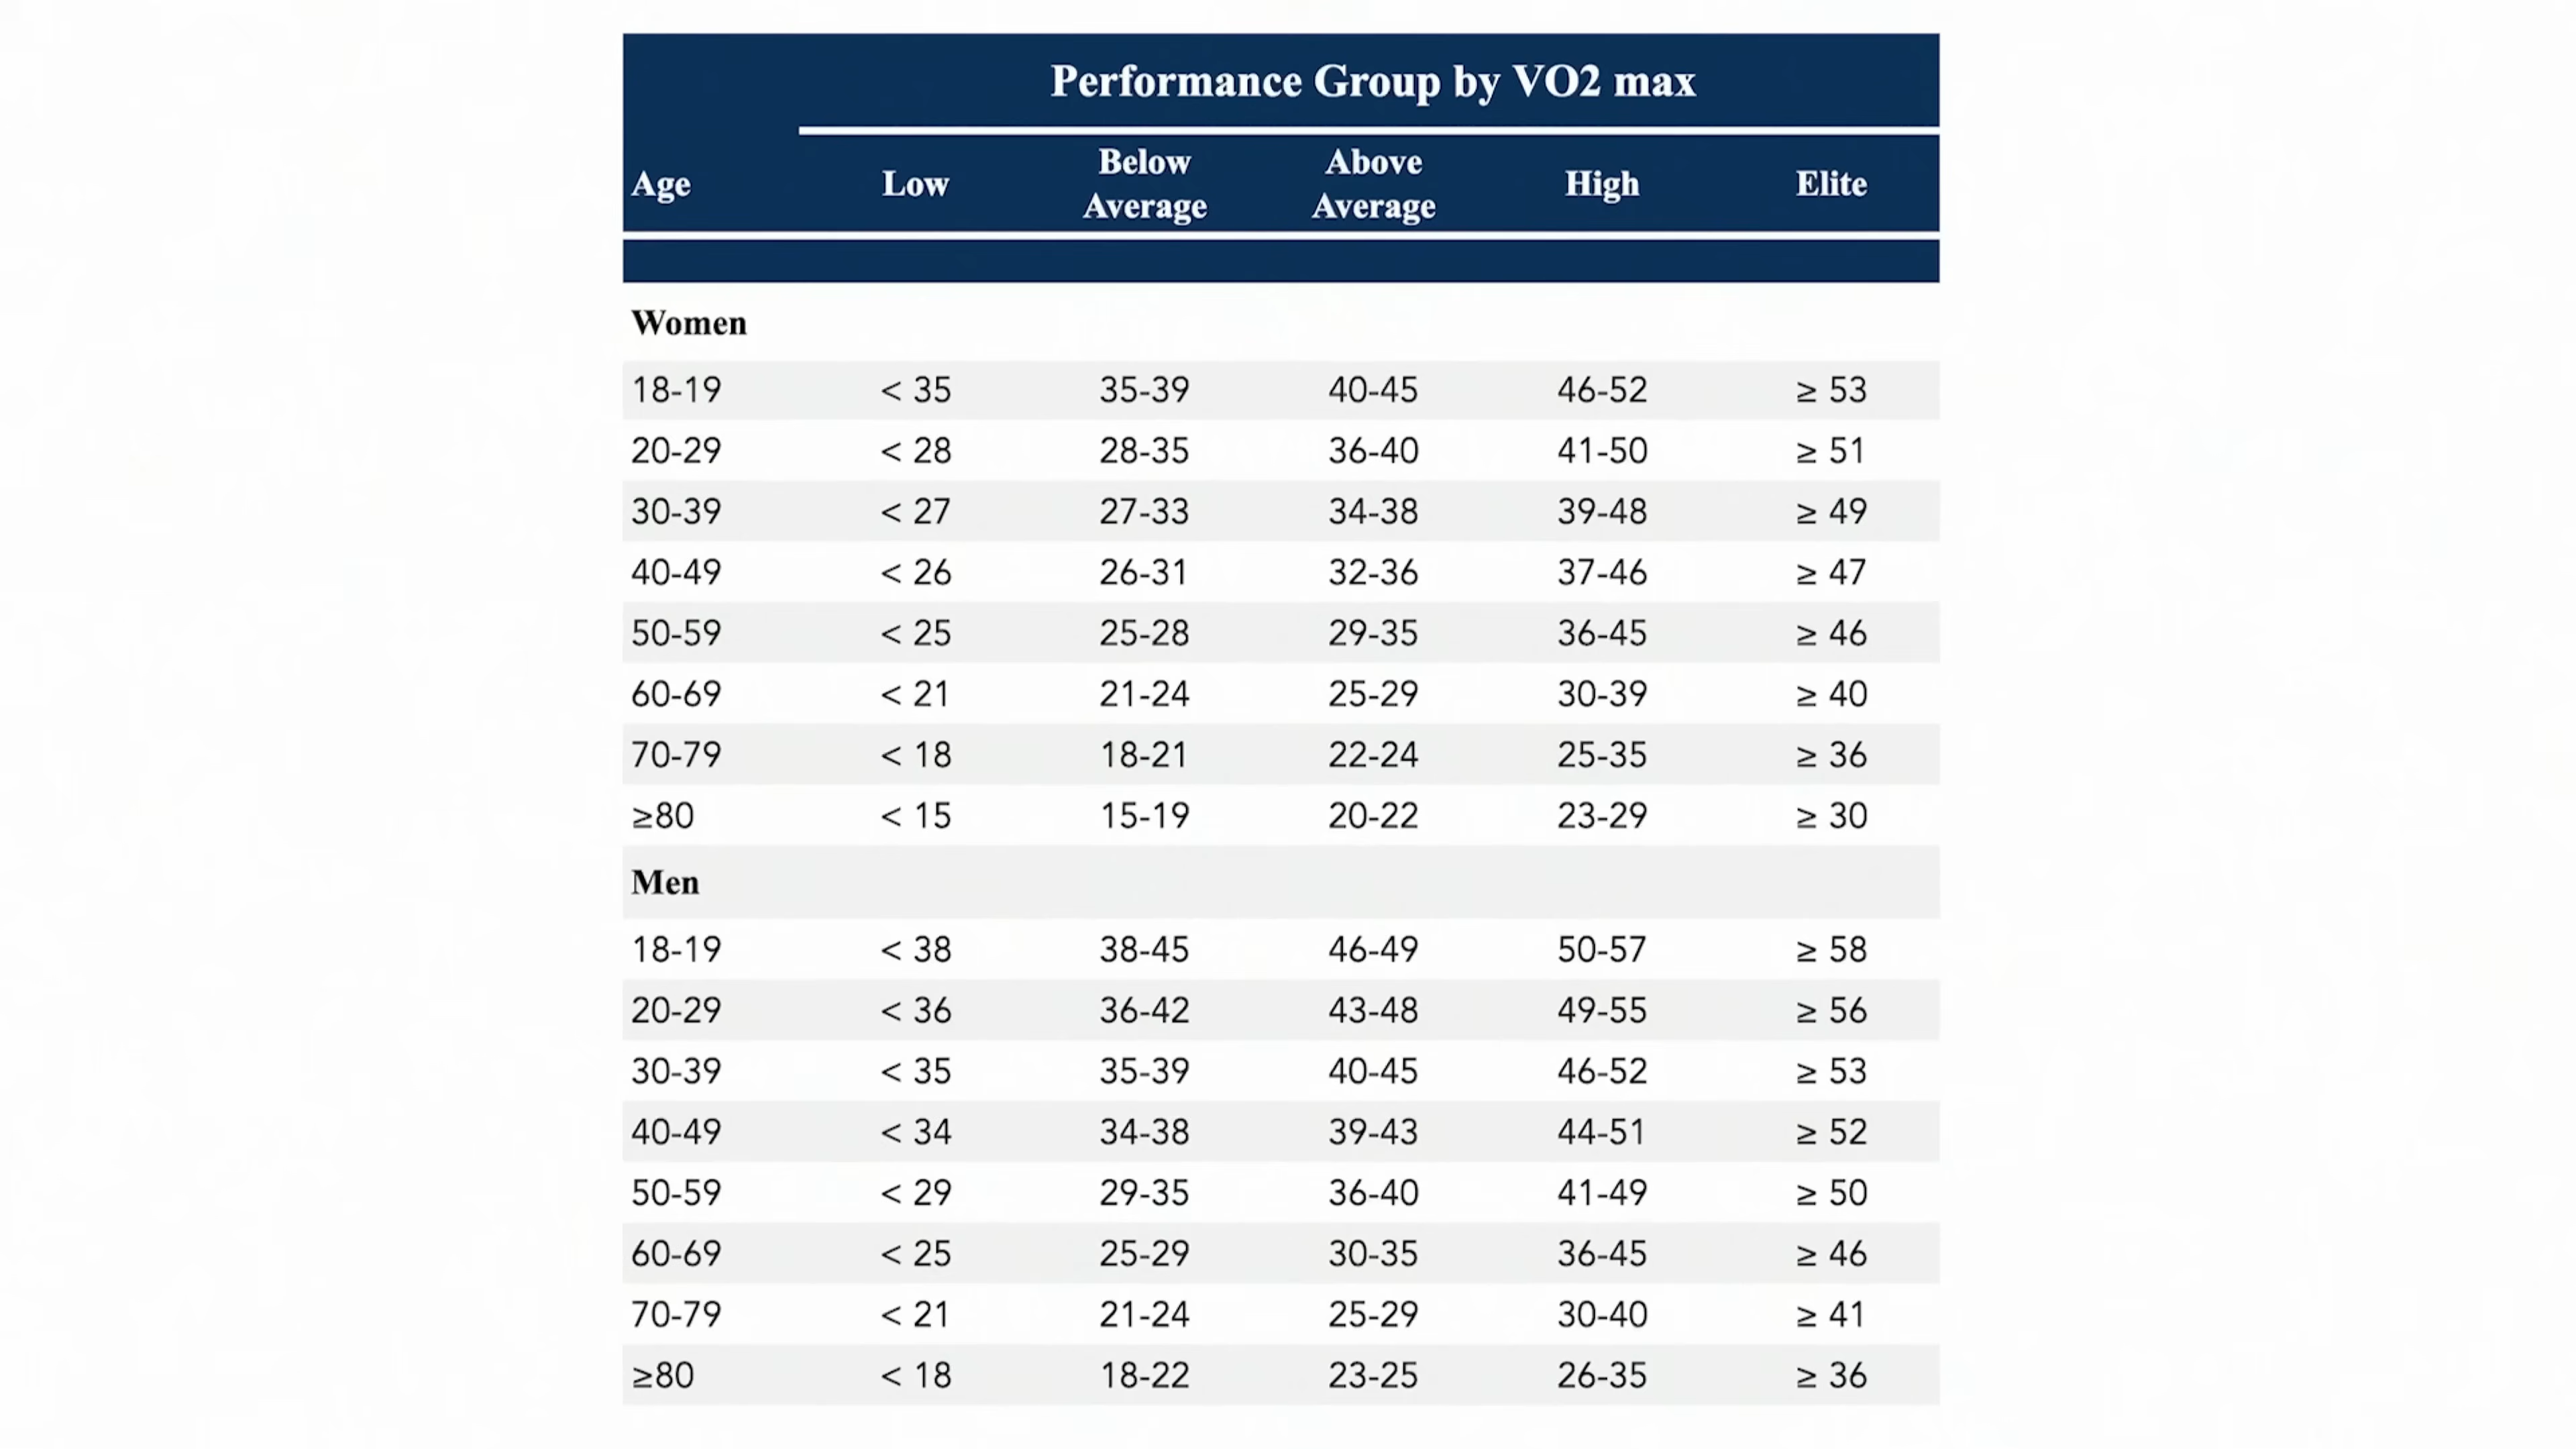 Performance Group by VO2 max
Age Low Below Average Above Average High Elite
Women
18-19 < 35 35-39 40-45 46-52 ≥ 53
20-29 < 28 28-35 36-40 41-50 ≥ 51
30-39 < 27 27-33 34-38 39-48 ≥ 49
40-49 < 26 26-31 32-36 37-46 ≥ 47
50-59 < 25 25-28 29-35 36-45 ≥ 46
60-69 < 21 21-24 25-29 30-39 ≥ 40
70-79 < 18 18-21 22-24 25-35 ≥ 36
≥80 < 15 15-19 20-22 23-29 ≥ 30
Men
18-19 < 38 38-45 46-49 50-57 ≥ 58
20-29 < 36 36-42 43-48 49-55 ≥ 56
30-39 < 35 35-39 40-45 46-52 ≥ 53
40-49 < 34 34-38 39-43 44-51 ≥ 52
50-59 < 29 29-35 36-40 41-49 ≥ 50
60-69 < 25 25-29 30-35 36-45 ≥ 46
70-79 < 21 21-24 25-29 30-40 ≥ 41
≥80 < 18 18-22 23-25 26-35 ≥ 36